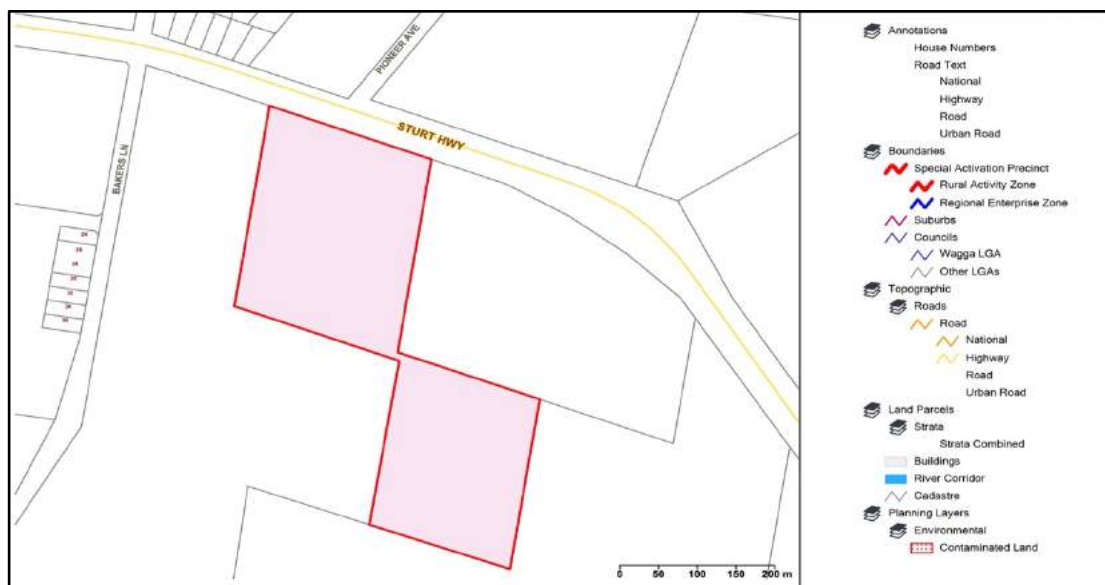 PIONEER AVE
STURT HWY
BAKERS LN
0 50 100 150 200 m
Annotations
House Numbers
Road Text
National
Highway
Road
Urban Road
Boundaries
Special Activation Precinct
Rural Activity Zone
Regional Enterprise Zone
Suburbs
Councils
Wagga LGA
Other LGAs
Topographic
Roads
Road
National
Highway
Road
Urban Road
Land Parcels
Strata
Strata Combined
Buildings
River Corridor
Cadastre
Planning Layers
Environmental
Contaminated Land